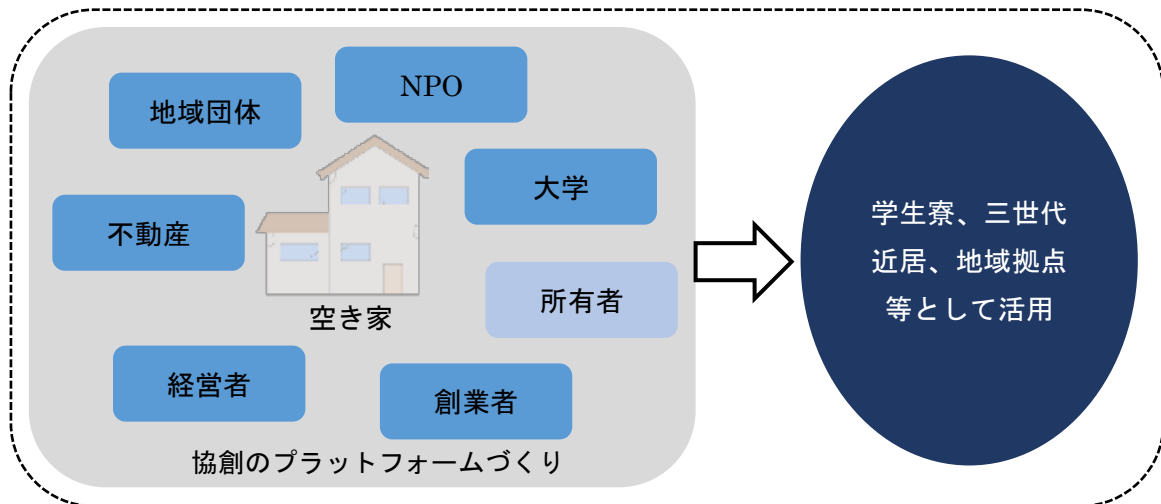 NPO
地域団体
大学
不動産
所有者
空き家
経営者
創業者
協創のプラットフォームづくり
学生寮、三世代
近居、地域拠点
等として活用